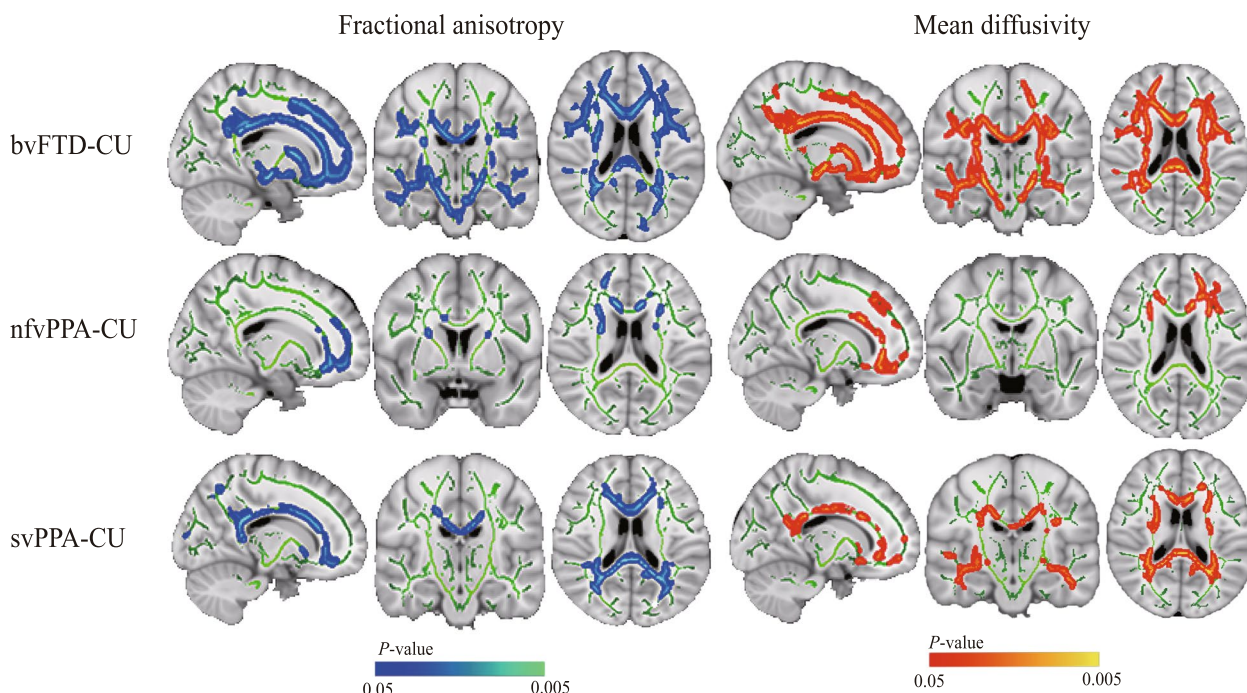 Fractional anisotropy
Mean diffusivity
bvFTD-CU
nfvPPA-CU
svPPA-CU
P-value
0.05
0.005
P-value
0.05
0.005